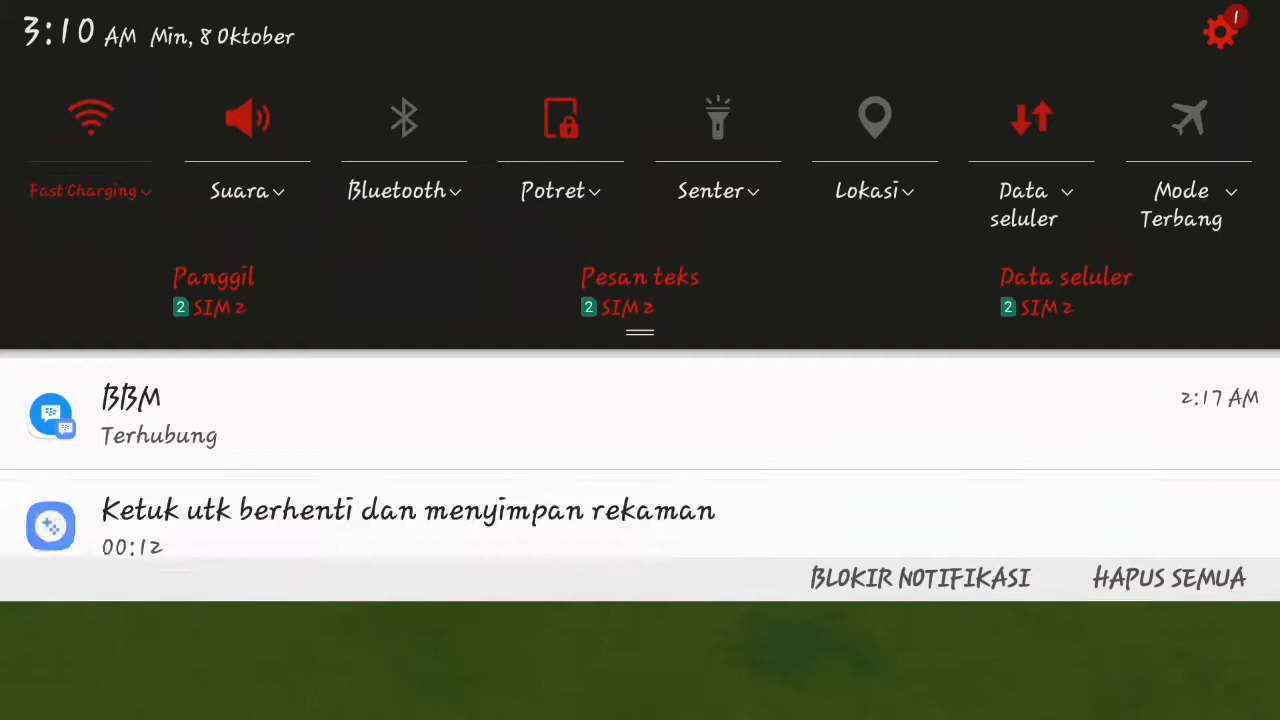 3:10 AM Min, 8 Oktober
1
Fast Charging
Suara
Bluetooth
Potret
Senter
Lokasi
Data
seluler
Mode
Terbang
Panggil
2 SIM 2
Pesan teks
2 SIM 2
Data seluler
2 SIM 2
BBM
2:17 AM
Terhubung
Ketuk utk berhenti dan menyimpan rekaman
00:12
BLOKIR NOTIFIKASI
HAPUS SEMUA